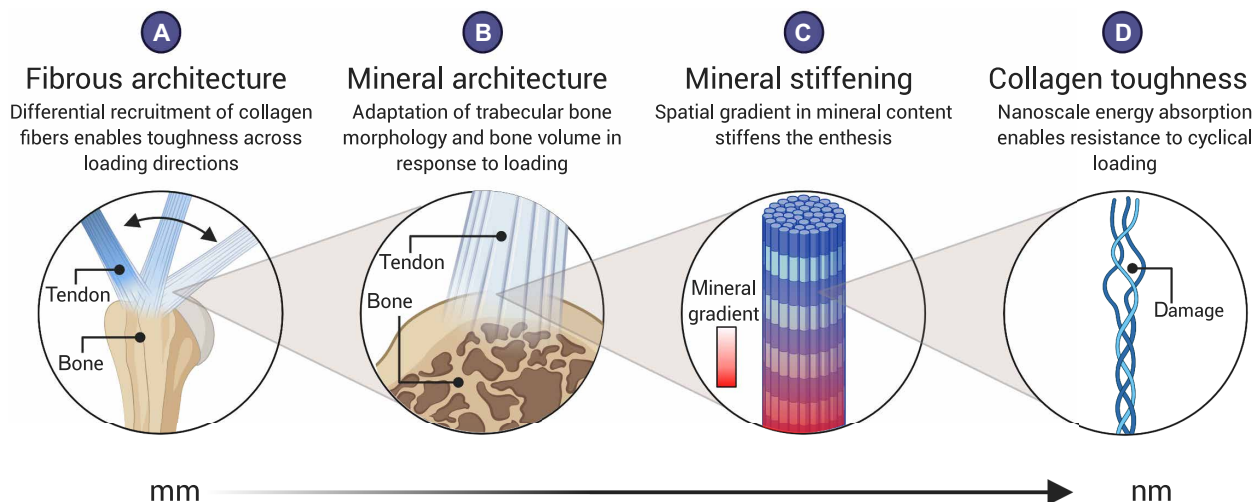 A
Fibrous architecture
Differential recruitment of collagen
fibers enables toughness across
loading directions
Tendon
Bone
B
Mineral architecture
Adaptation of trabecular bone
morphology and bone volume in
response to loading
Tendon
Bone
C
Mineral stiffening
Spatial gradient in mineral content
stiffens the enthesis
Mineral
gradient
D
Collagen toughness
Nanoscale energy absorption
enables resistance to cyclical
loading
Damage
mm
nm